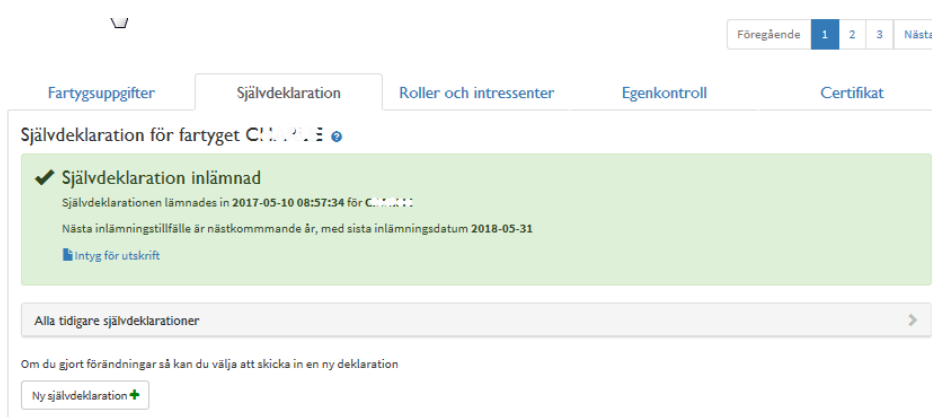 Föregående 1 2 3 Nästa
Fartygsuppgifter Självdeklaration Roller och intressenter Egenkontroll Certifikat
Självdeklaration för fartyget
Självdeklaration inlämnad
Självdeklarationen lämnades in 2017-05-10 08:57:34 för
Nästa inlämningstillfälle är nästkommmande år, med sista inlämningsdatum 2018-05-31
Intyg för utskrift
Alla tidigare självdeklarationer
Om du gjort förändningar så kan du välja att skicka in en ny deklaration
Ny självdeklaration